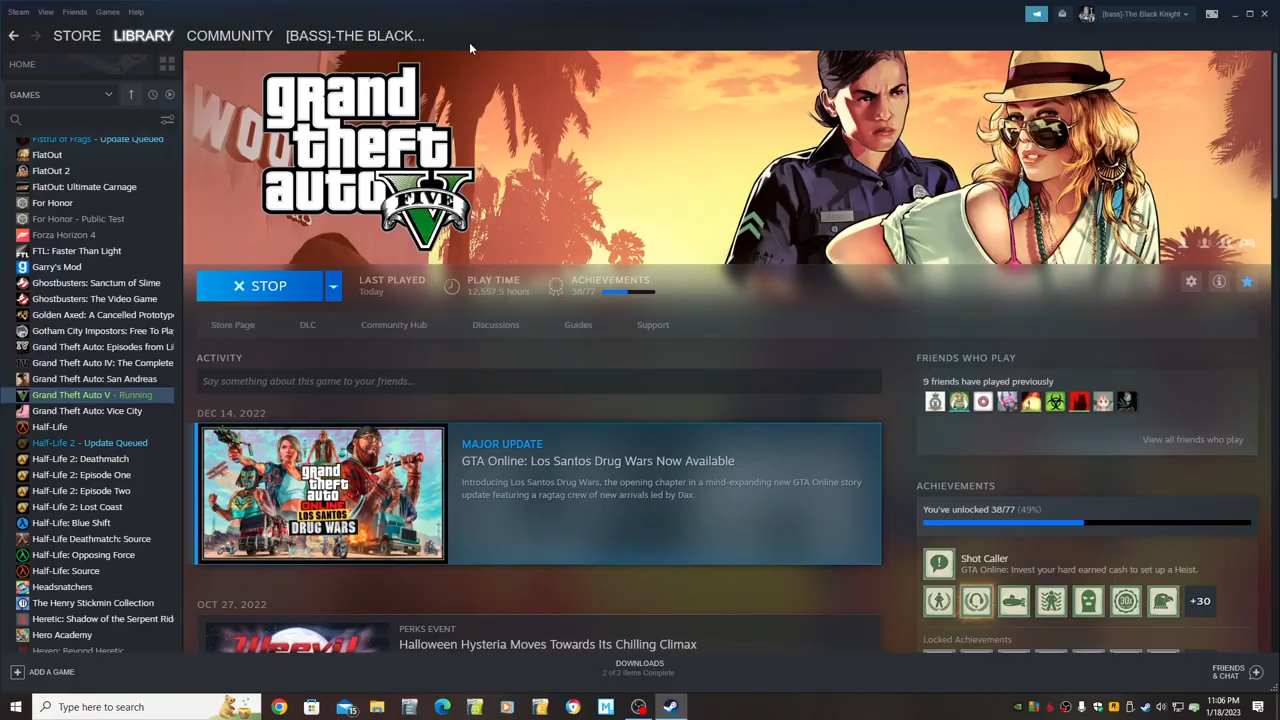 Steam View Friends Games Help
[bass]-The Black Knight
STORE LIBRARY COMMUNITY [BASS]-THE BLACK...
HOME
GAMES
Fistful of Frags - Update Queued
FlatOut
FlatOut 2
FlatOut: Ultimate Carnage
For Honor
For Honor - Public Test
Forza Horizon 4
FTL: Faster Than Light
Garry's Mod
Ghostbusters: Sanctum of Slime
Ghostbusters: The Video Game
Golden Axed: A Cancelled Prototype
Gotham City Impostors: Free To Pla
Grand Theft Auto: Episodes from Li
Grand Theft Auto IV: The Complete
Grand Theft Auto: San Andreas
Grand Theft Auto V - Running
Grand Theft Auto: Vice City
Half-Life
Half-Life 2 - Update Queued
Half-Life 2: Deathmatch
Half-Life 2: Episode One
Half-Life 2: Episode Two
Half-Life 2: Lost Coast
Half-Life: Blue Shift
Half-Life Deathmatch: Source
Half-Life: Opposing Force
Half-Life: Source
Headsnatchers
The Henry Stickmin Collection
Heretic: Shadow of the Serpent Rid
Hero Academy
Hexen: Beyond Heretic
grand
theft
auto V
FIVE
STOP
LAST PLAYED
Today
PLAY TIME
12,557.5 hours
ACHIEVEMENTS
38/77
Store Page DLC Community Hub Discussions Guides Support
ACTIVITY
Say something about this game to your friends...
DEC 14, 2022
grand
theft
auto
ONLINE
LOS SANTOS
DRUG WARS
MAJOR UPDATE
GTA Online: Los Santos Drug Wars Now Available
Introducing Los Santos Drug Wars, the opening chapter in a mind-expanding new GTA Online story
update featuring a ragtag crew of new arrivals led by Dax.
OCT 27, 2022
PERKS EVENT
Halloween Hysteria Moves Towards Its Chilling Climax
FRIENDS WHO PLAY
9 friends have played previously
View all friends who play
ACHIEVEMENTS
You've unlocked 38/77 (49%)
Shot Caller
GTA Online: Invest your hard earned cash to set up a Heist.
30x
+30
Locked Achievements
ADD A GAME
DOWNLOADS
2 of 2 Items Complete
FRIENDS
& CHAT
Type here to search
15
11:06 PM
1/18/2023